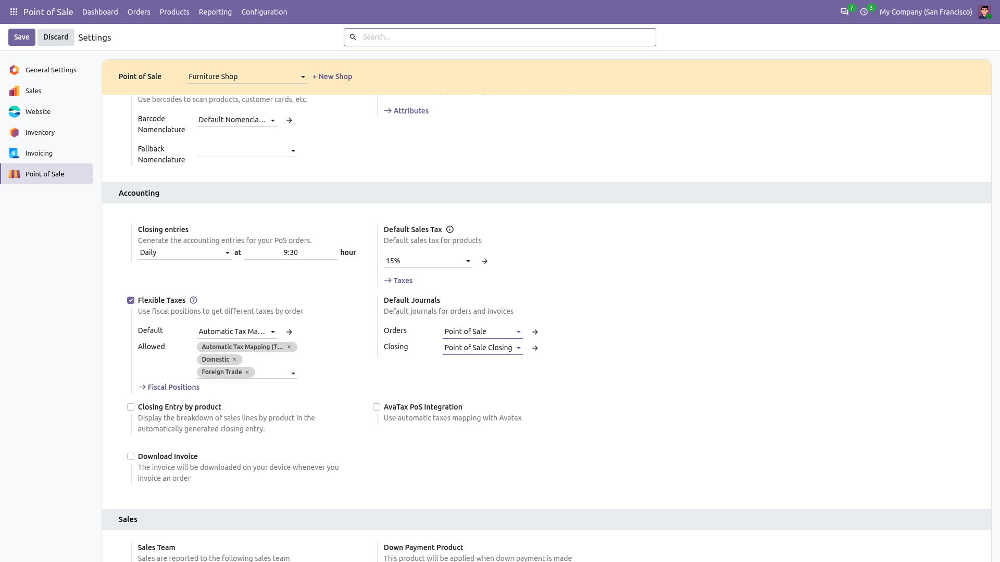 Point of Sale Dashboard Orders Products Reporting Configuration 7 3 My Company (San Francisco)
Save Discard Settings Search...
General Settings
Sales
Website
Inventory
Invoicing
Point of Sale
Point of Sale Furniture Shop + New Shop
Use barcodes to scan products, customer cards, etc.
Barcode Nomenclature Default Nomencla...
Fallback Nomenclature
→ Attributes
Accounting
Closing entries
Generate the accounting entries for your PoS orders.
Daily at 9:30 hour
Default Sales Tax
Default sales tax for products
15%
→ Taxes
Flexible Taxes ?
Use fiscal positions to get different taxes by order
Default Automatic Tax Ma...
Allowed Automatic Tax Mapping (T... ×
Domestic ×
Foreign Trade ×
→ Fiscal Positions
Default Journals
Default journals for orders and invoices
Orders Point of Sale
Closing Point of Sale Closing
Closing Entry by product
Display the breakdown of sales lines by product in the
automatically generated closing entry.
AvaTax PoS Integration
Use automatic taxes mapping with Avatax
Download Invoice
The invoice will be downloaded on your device whenever you
invoice an order
Sales
Sales Team
Sales are reported to the following sales team
Down Payment Product
This product will be applied when down payment is made